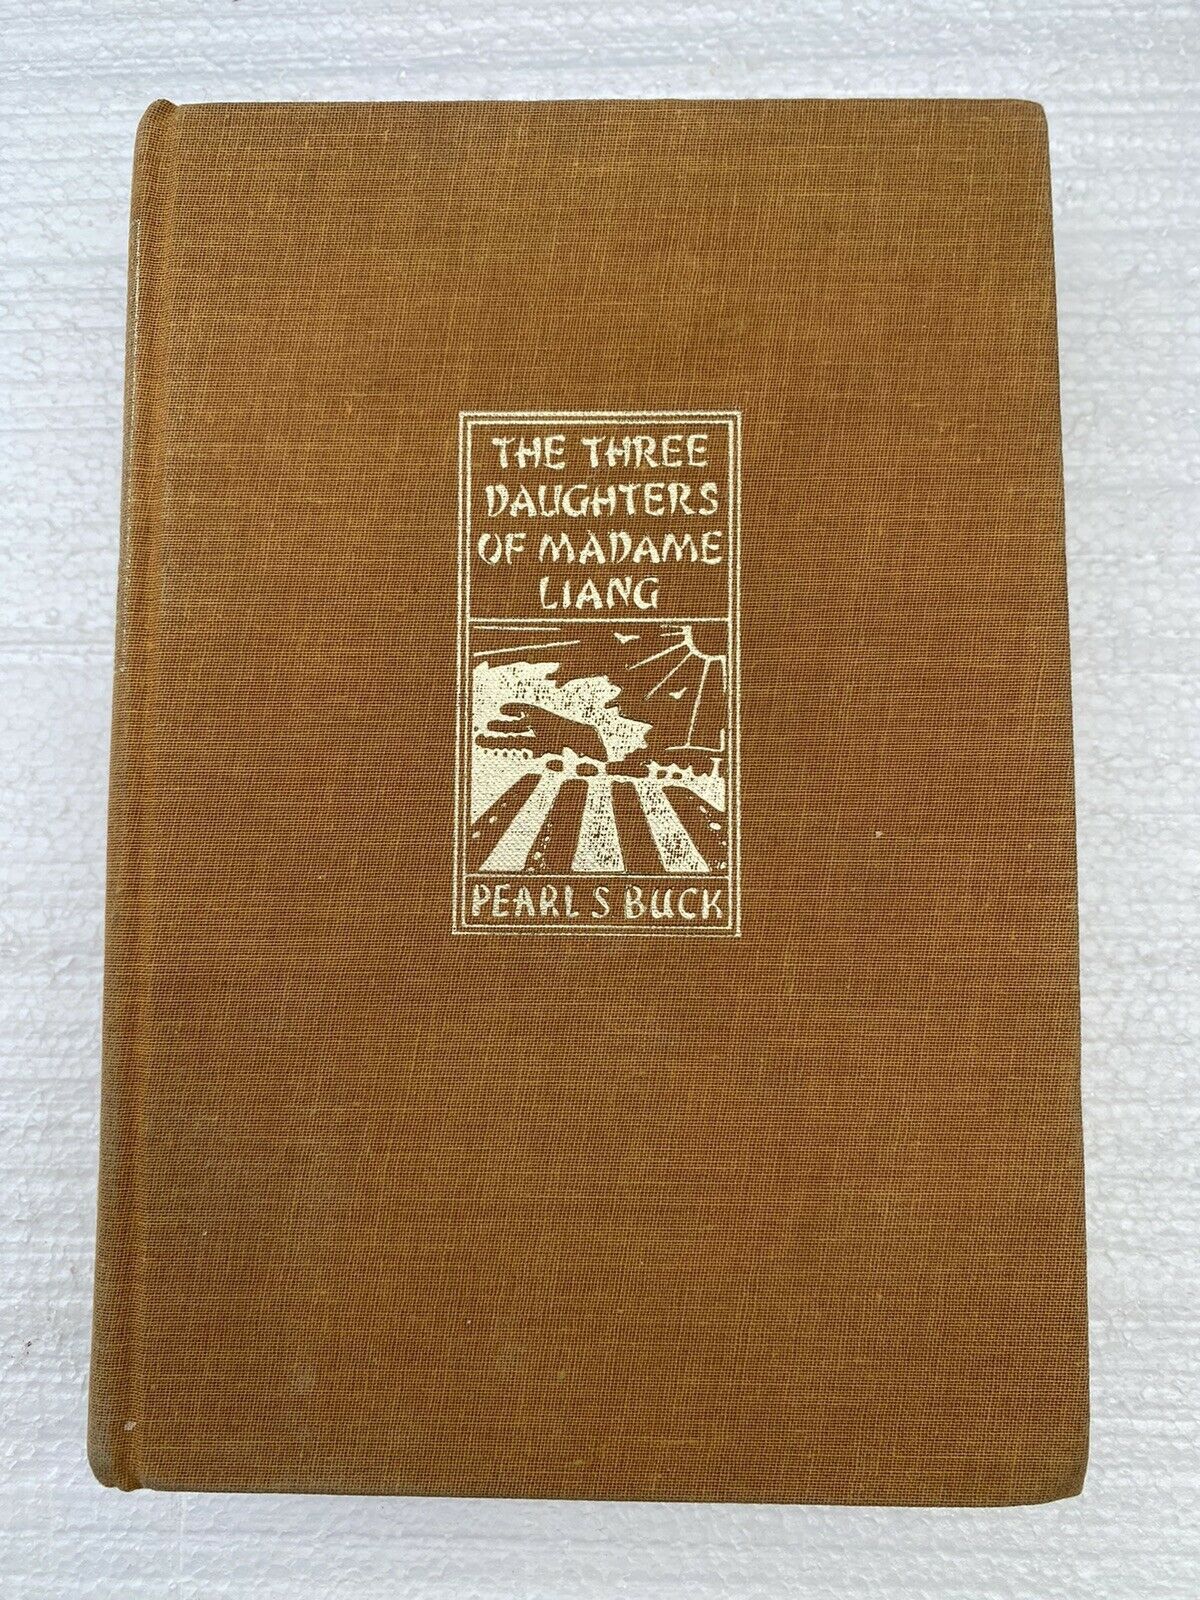 THE THREE
DAUGHTERS
OF MADAME
LIANG
PEARL S BUCK